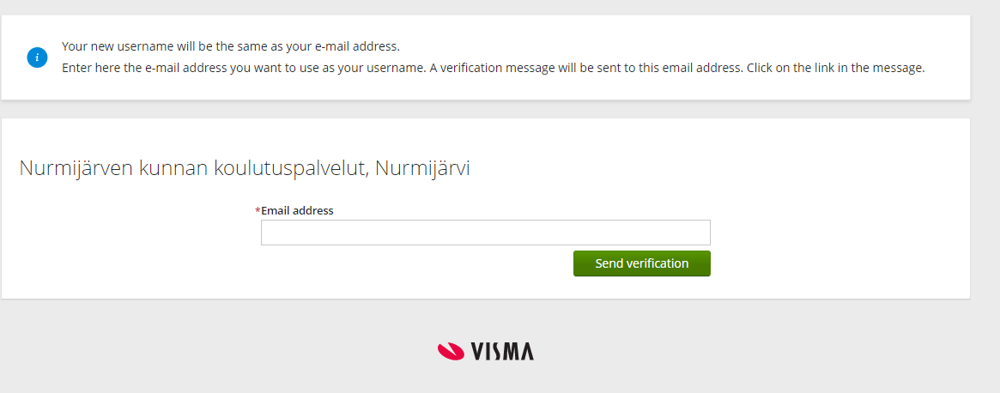 Your new username will be the same as your e-mail address.
Enter here the e-mail address you want to use as your username. A verification message will be sent to this email address. Click on the link in the message.
Nurmijärven kunnan koulutuspalvelut, Nurmijärvi
*Email address
Send verification
VISMA